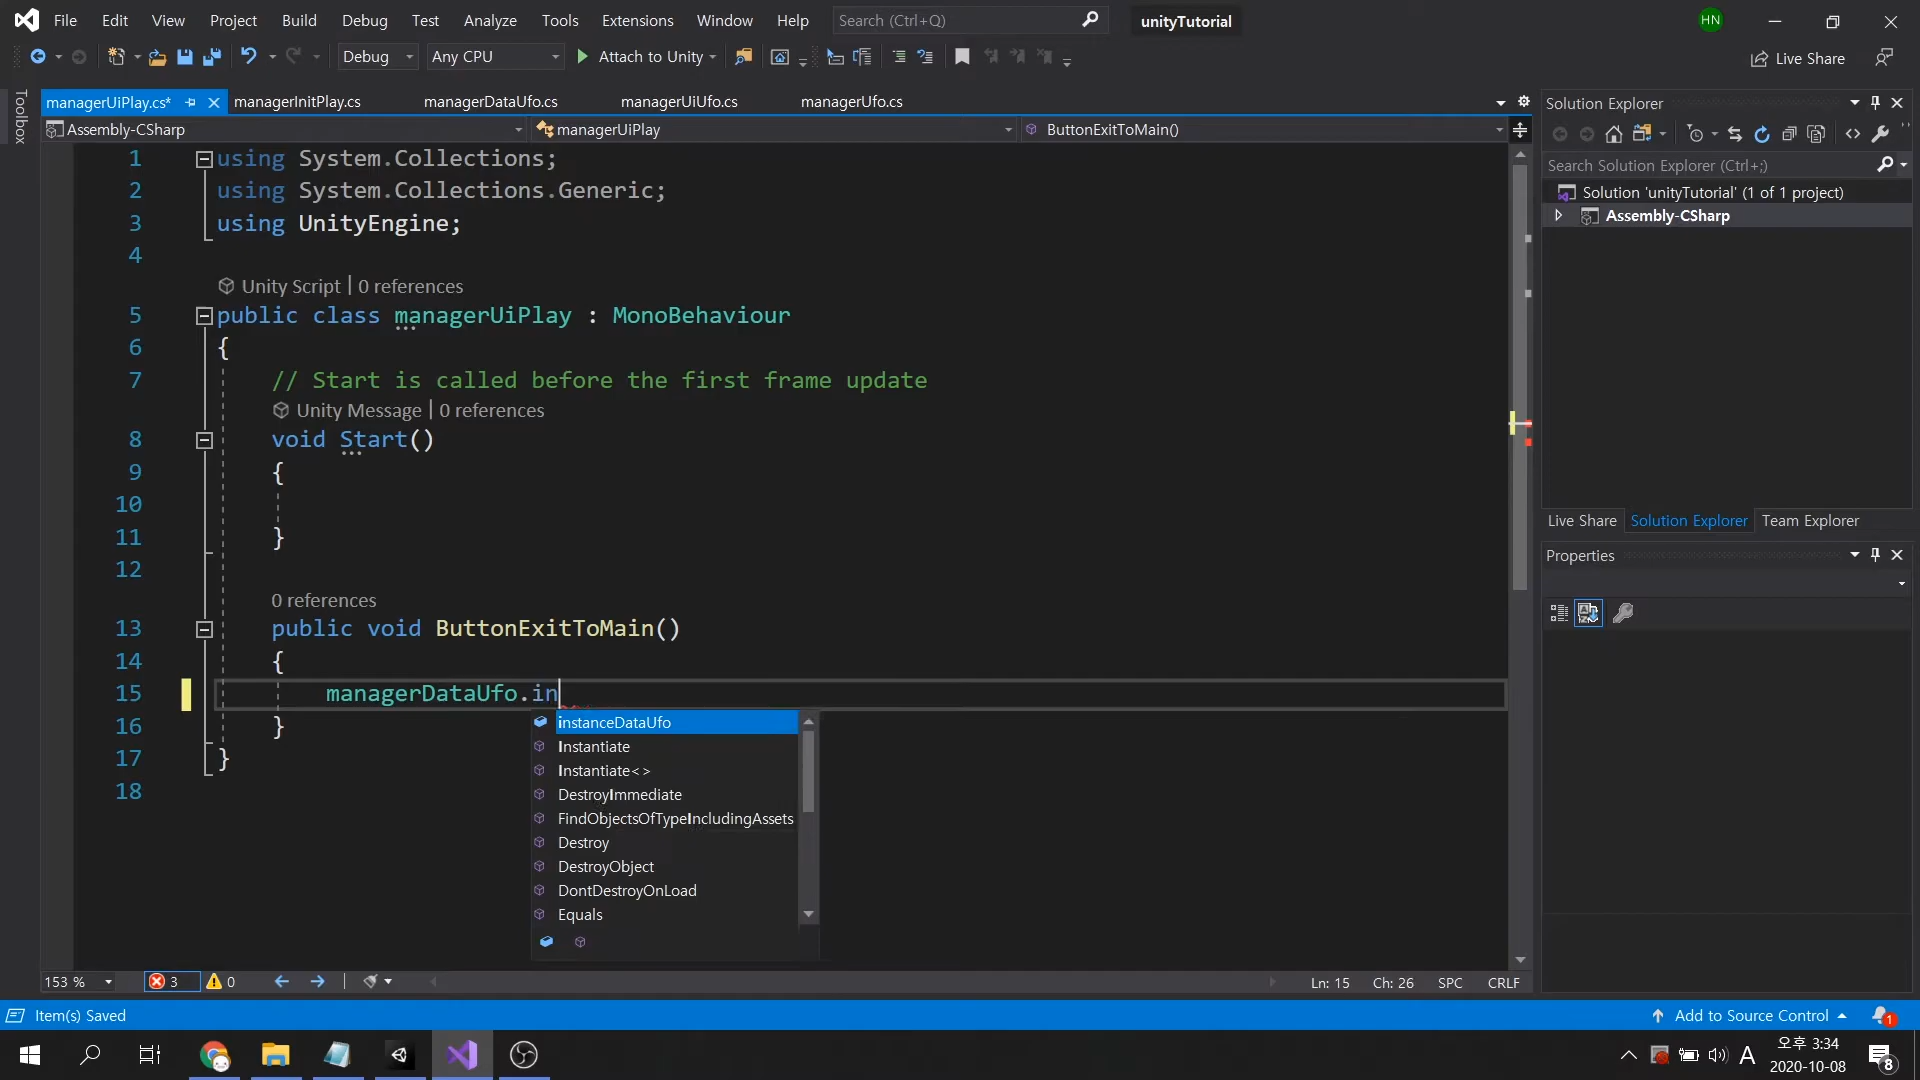 File Edit View Project Build Debug Test Analyze Tools Extensions Window Help Search (Ctrl+Q) unityTutorial HN
Debug Any CPU Attach to Unity Live Share
Toolbox
managerUiPlay.cs* managerInitPlay.cs managerDataUfo.cs managerUiUfo.cs managerUfo.cs
Assembly-CSharp managerUiPlay ButtonExitToMain()
1 using System.Collections;
2 using System.Collections.Generic;
3 using UnityEngine;
4
Unity Script | 0 references
5 public class managerUiPlay : MonoBehaviour
6 {
7 // Start is called before the first frame update
Unity Message | 0 references
8 void Start()
9 {
10
11 }
12
0 references
13 public void ButtonExitToMain()
14 {
15 managerDataUfo.in
16 }
17 }
18
instanceDataUfo
Instantiate
Instantiate<>
DestroyImmediate
FindObjectsOfTypeIncludingAssets
Destroy
DestroyObject
DontDestroyOnLoad
Equals
153 % 3 0 Ln: 15 Ch: 26 SPC CRLF
Solution Explorer
Search Solution Explorer (Ctrl+;)
Solution 'unityTutorial' (1 of 1 project)
Assembly-CSharp
Live Share Solution Explorer Team Explorer
Properties
Item(s) Saved Add to Source Control 1
A 오후 3:34
2020-10-08 8